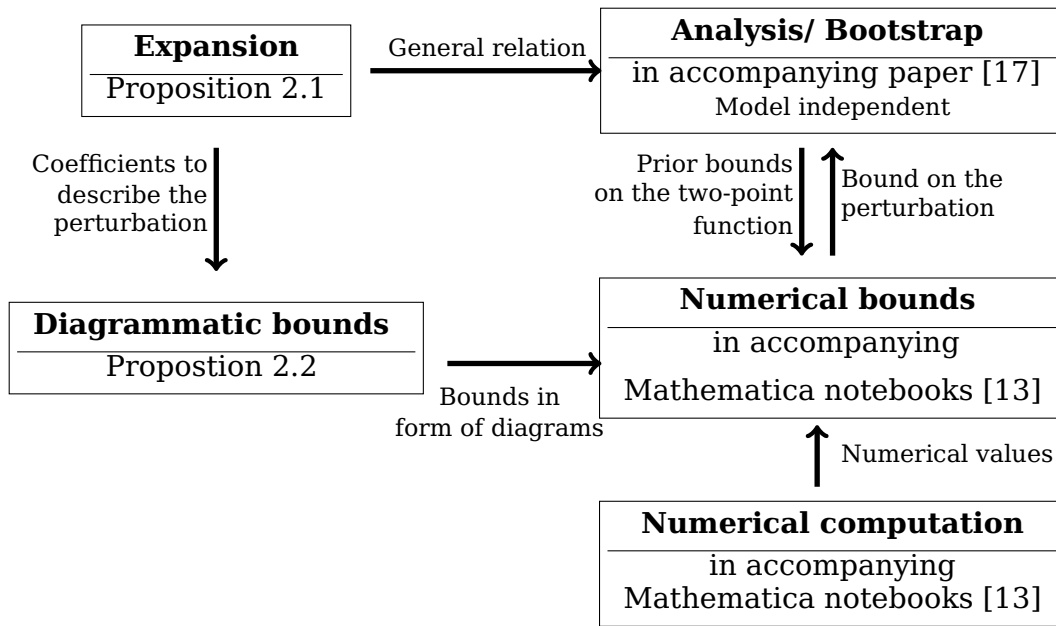 Expansion
Proposition 2.1
General relation
Analysis/ Bootstrap
in accompanying paper [17]
Model independent
Coefficients to
describe the
perturbation
Prior bounds
on the two-point
function
Bound on the
perturbation
Diagrammatic bounds
Propostion 2.2
Bounds in
form of diagrams
Numerical bounds
in accompanying
Mathematica notebooks [13]
Numerical values
Numerical computation
in accompanying
Mathematica notebooks [13]